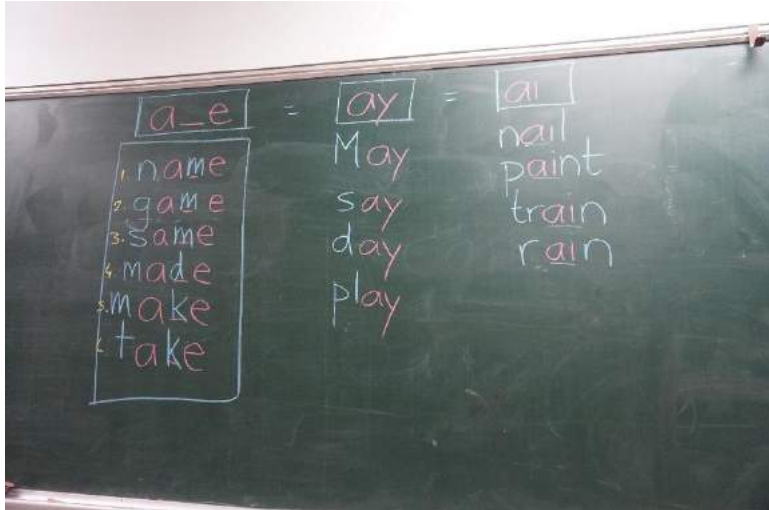 a_e = ay = ai
1. name
2. game
3. same
4. made
5. make
6. take
May
say
day
play
nail
paint
train
rain